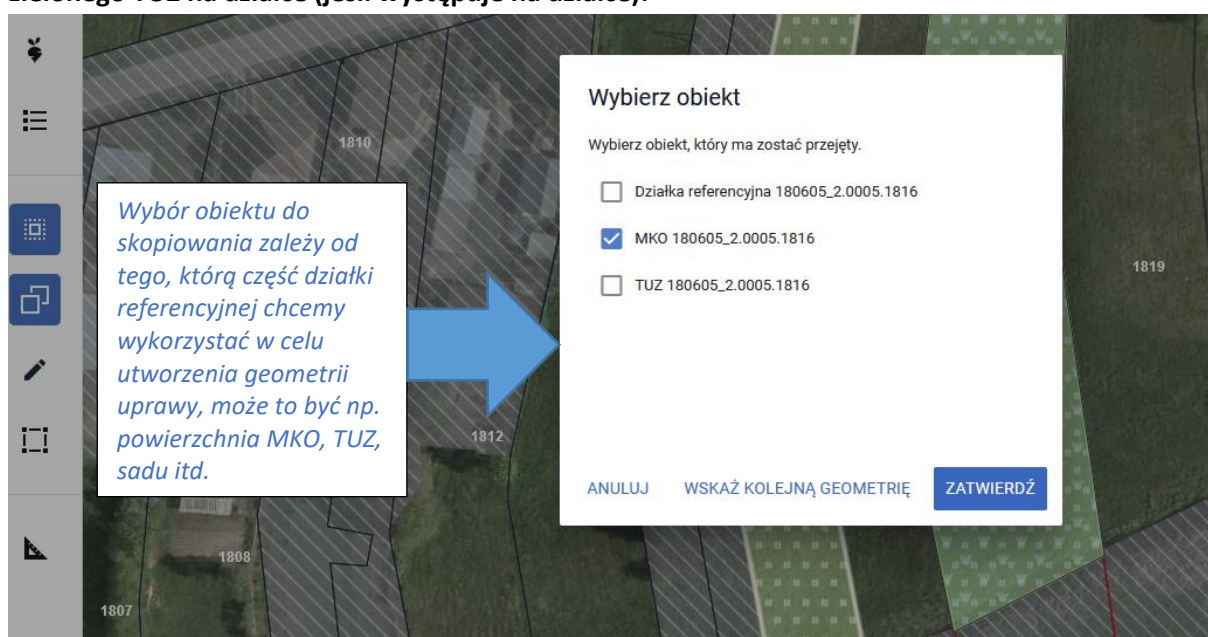 zielonego TUZ na działce (jeśli występuje na działce).
1810
Wybierz obiekt
Wybierz obiekt, który ma zostać przejęty.
Działka referencyjna 180605_2.0005.1816
MKO 180605_2.0005.1816
TUZ 180605_2.0005.1816
Wybór obiektu do
skopiowania zależy od
tego, którą część działki
referencyjnej chcemy
wykorzystać w celu
utworzenia geometrii
uprawy, może to być np.
powierzchnia MKO, TUZ,
sadu itd.
1819
1812
ANULUJ WSKAŻ KOLEJNĄ GEOMETRIĘ ZATWIERDŹ
1808
1807